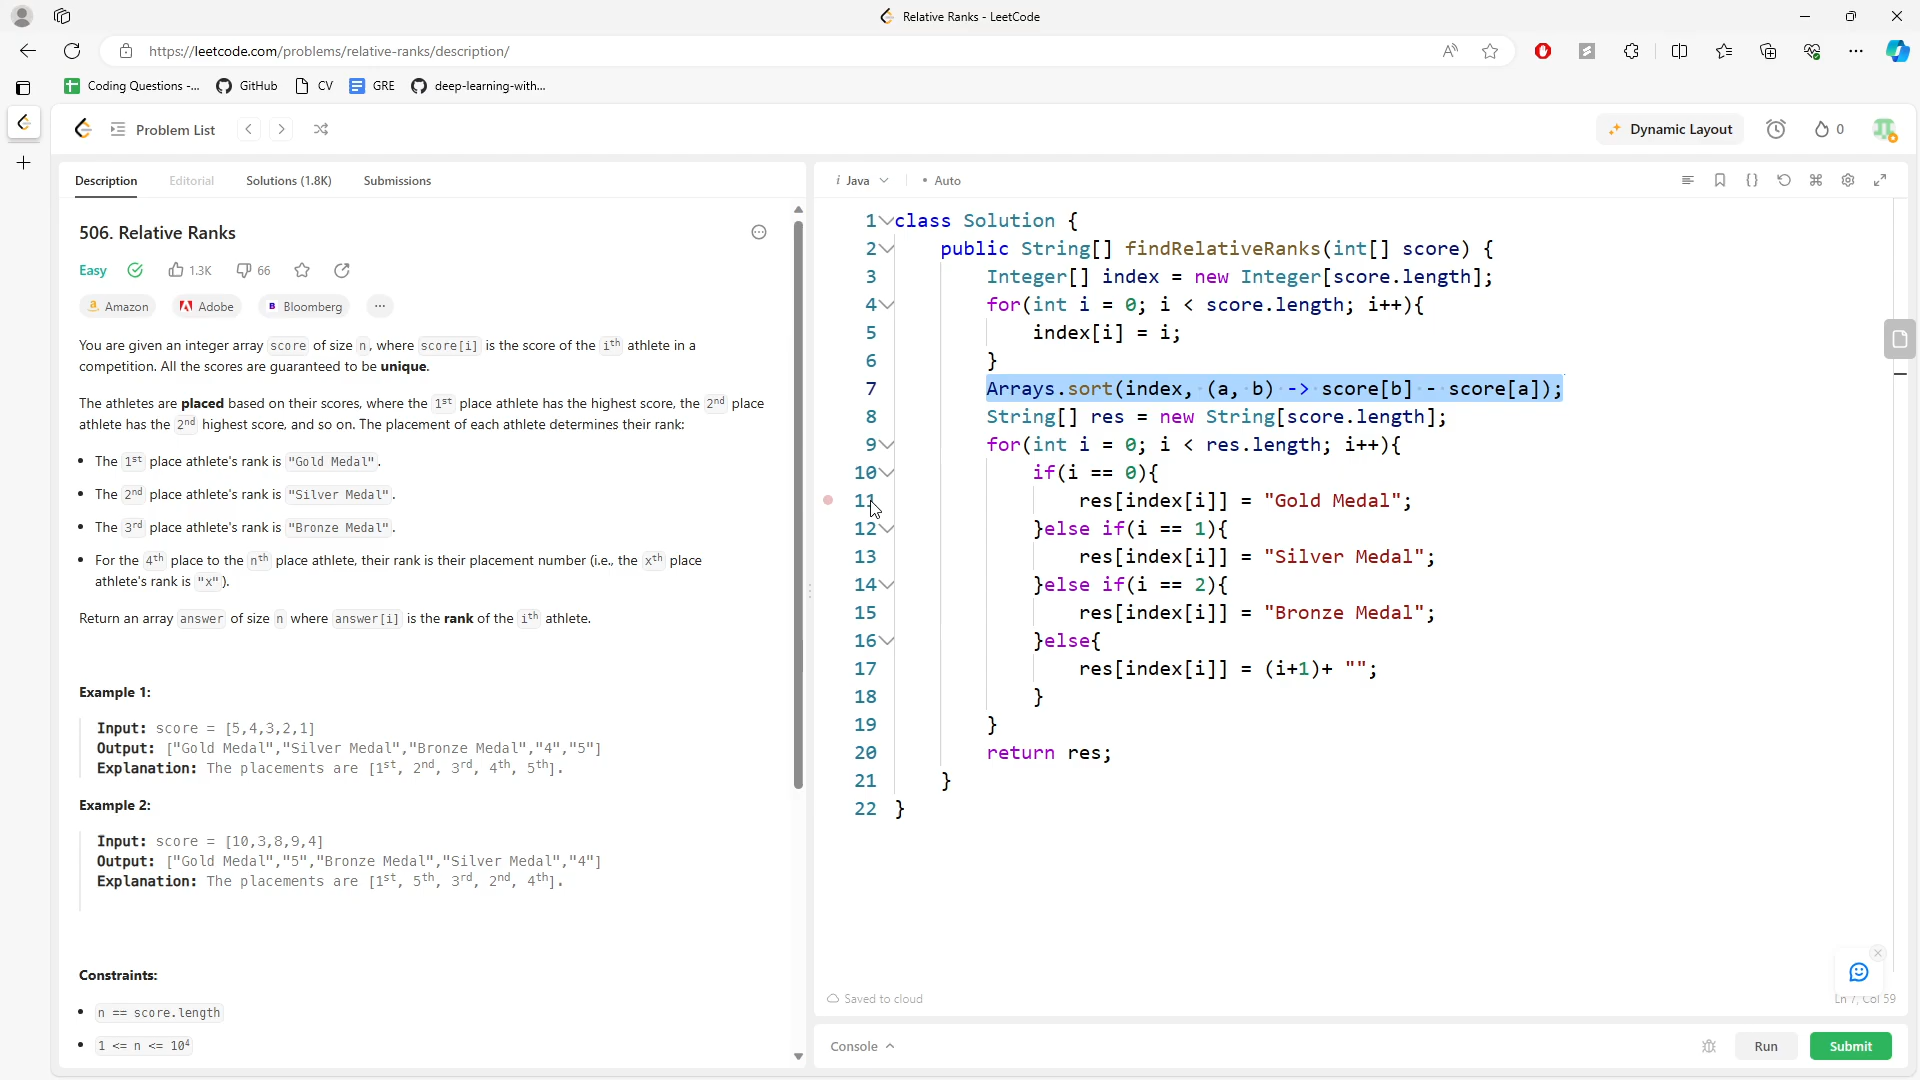 Relative Ranks - LeetCode
https://leetcode.com/problems/relative-ranks/description/
Coding Questions -... GitHub CV GRE deep-learning-with...
Problem List Dynamic Layout 0
Description Editorial Solutions (1.8K) Submissions
506. Relative Ranks
Easy 1.3K 66
Amazon Adobe Bloomberg ...
You are given an integer array score of size n, where score[i] is the score of the ith athlete in a
competition. All the scores are guaranteed to be unique.
The athletes are placed based on their scores, where the 1st place athlete has the highest score, the 2nd place
athlete has the 2nd highest score, and so on. The placement of each athlete determines their rank:
• The 1st place athlete's rank is "Gold Medal".
• The 2nd place athlete's rank is "Silver Medal".
• The 3rd place athlete's rank is "Bronze Medal".
• For the 4th place to the nth place athlete, their rank is their placement number (i.e., the xth place
athlete's rank is "x").
Return an array answer of size n where answer[i] is the rank of the ith athlete.
Example 1:
Input: score = [5,4,3,2,1]
Output: ["Gold Medal","Silver Medal","Bronze Medal","4","5"]
Explanation: The placements are [1st, 2nd, 3rd, 4th, 5th].
Example 2:
Input: score = [10,3,8,9,4]
Output: ["Gold Medal","5","Bronze Medal","Silver Medal","4"]
Explanation: The placements are [1st, 5th, 3rd, 2nd, 4th].
Constraints:
• n == score.length
• 1 <= n <= 10⁴
i Java • Auto
1 class Solution {
2 public String[] findRelativeRanks(int[] score) {
3 Integer[] index = new Integer[score.length];
4 for(int i = 0; i < score.length; i++){
5 index[i] = i;
6 }
7 Arrays.sort(index, (a, b) -> score[b] - score[a]);
8 String[] res = new String[score.length];
9 for(int i = 0; i < res.length; i++){
10 if(i == 0){
11 res[index[i]] = "Gold Medal";
12 }else if(i == 1){
13 res[index[i]] = "Silver Medal";
14 }else if(i == 2){
15 res[index[i]] = "Bronze Medal";
16 }else{
17 res[index[i]] = (i+1)+ "";
18 }
19 }
20 return res;
21 }
22 }
Saved to cloud Ln 7, Col 59
Console Run Submit